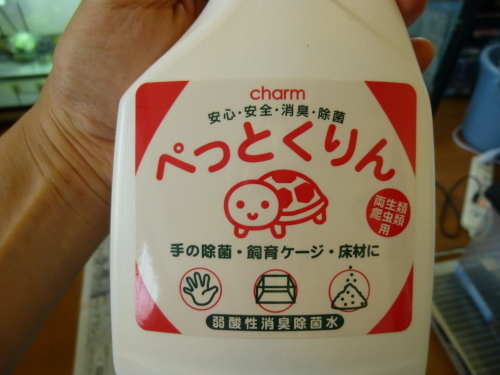 charm
安心・安全・消臭・除菌
ぺっとくりん
両生類
爬虫類
用
手の除菌・飼育ケージ・床材に
弱酸性消臭除菌水